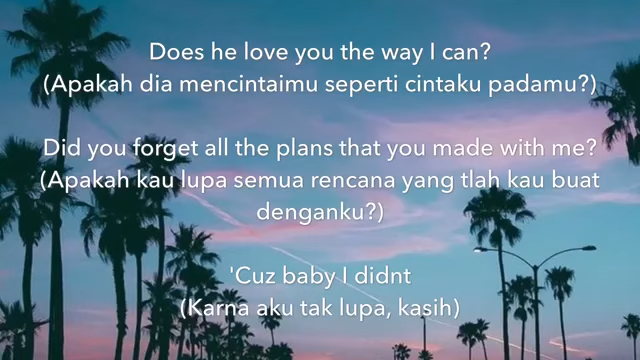 Does he love you the way I can?
(Apakah dia mencintaimu seperti cintaku padamu?)
Did you forget all the plans that you made with me?
(Apakah kau lupa semua rencana yang tlah kau buat
denganku?)
'Cuz baby I didnt
(Karna aku tak lupa, kasih)